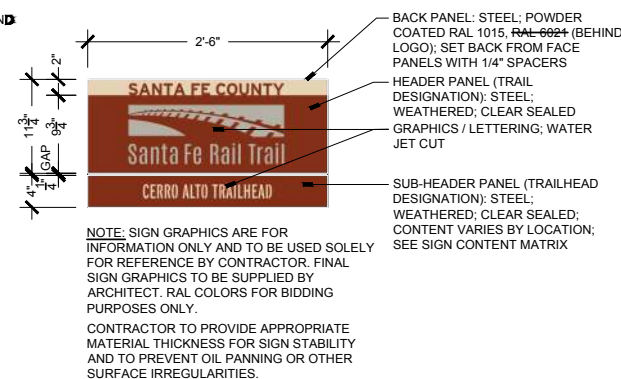 2'-6"
2"
11 3/4"
9 3/4"
1/4" GAP
4"
SANTA FE COUNTY
Santa Fe Rail Trail
CERRO ALTO TRAILHEAD
BACK PANEL: STEEL; POWDER
COATED RAL 1015, RAL 6021 (BEHIND
LOGO); SET BACK FROM FACE
PANELS WITH 1/4" SPACERS
HEADER PANEL (TRAIL
DESIGNATION): STEEL;
WEATHERED; CLEAR SEALED
GRAPHICS / LETTERING; WATER
JET CUT
SUB-HEADER PANEL (TRAILHEAD
DESIGNATION): STEEL;
WEATHERED; CLEAR SEALED;
CONTENT VARIES BY LOCATION;
SEE SIGN CONTENT MATRIX
NOTE: SIGN GRAPHICS ARE FOR
INFORMATION ONLY AND TO BE USED SOLELY
FOR REFERENCE BY CONTRACTOR. FINAL
SIGN GRAPHICS TO BE SUPPLIED BY
ARCHITECT. RAL COLORS FOR BIDDING
PURPOSES ONLY.
CONTRACTOR TO PROVIDE APPROPRIATE
MATERIAL THICKNESS FOR SIGN STABILITY
AND TO PREVENT OIL PANNING OR OTHER
SURFACE IRREGULARITIES.